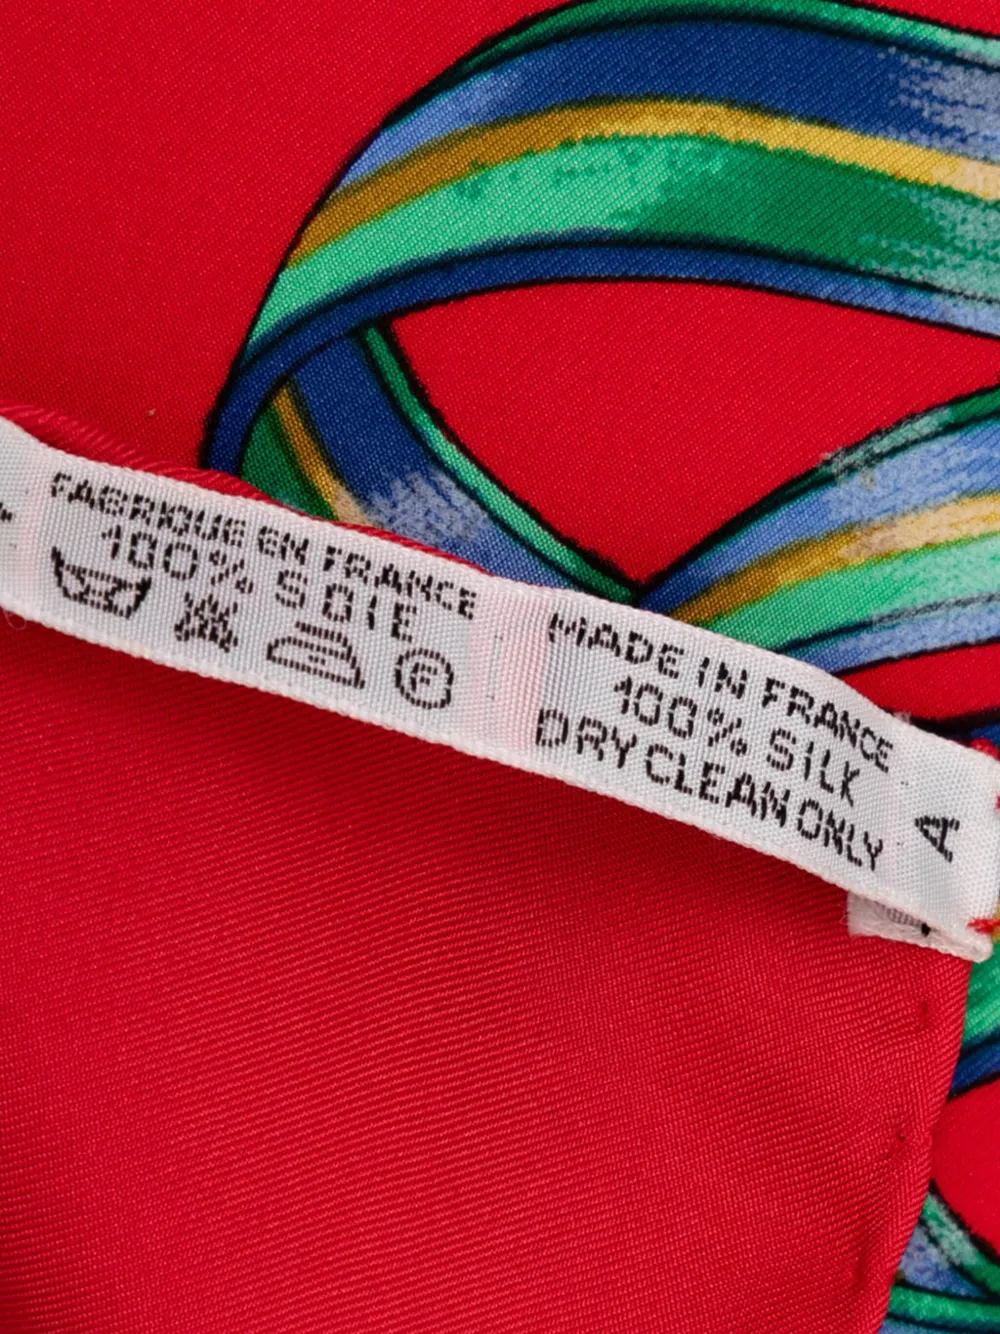 FABRIQUE EN FRANCE
100% SOIE
F
MADE IN FRANCE
100% SILK
DRY CLEAN ONLY
A